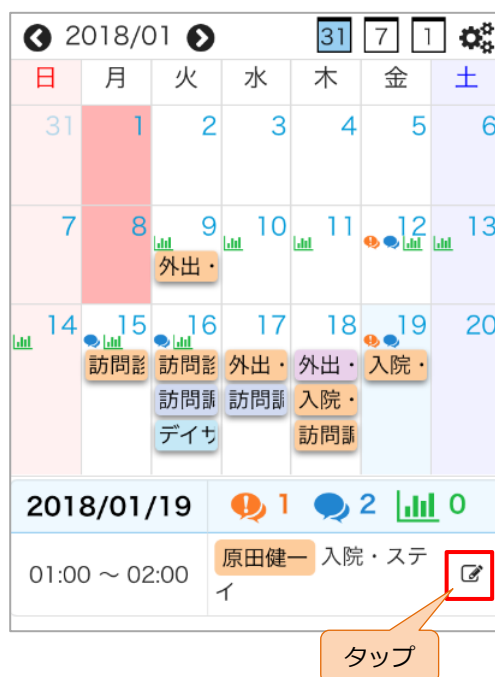 2018/01 31 7 1
日 月 火 水 木 金 土
31 1 2 3 4 5 6
7 8 9 10 11 12 13
外出・
14 15 16 17 18 19 20
訪問診 訪問診 外出・ 外出・ 入院・
訪問調 訪問調 入院・
デイサ 訪問調
2018/01/19 1 2 0
01:00 ～ 02:00 原田健一 入院・ステ
イ
タップ